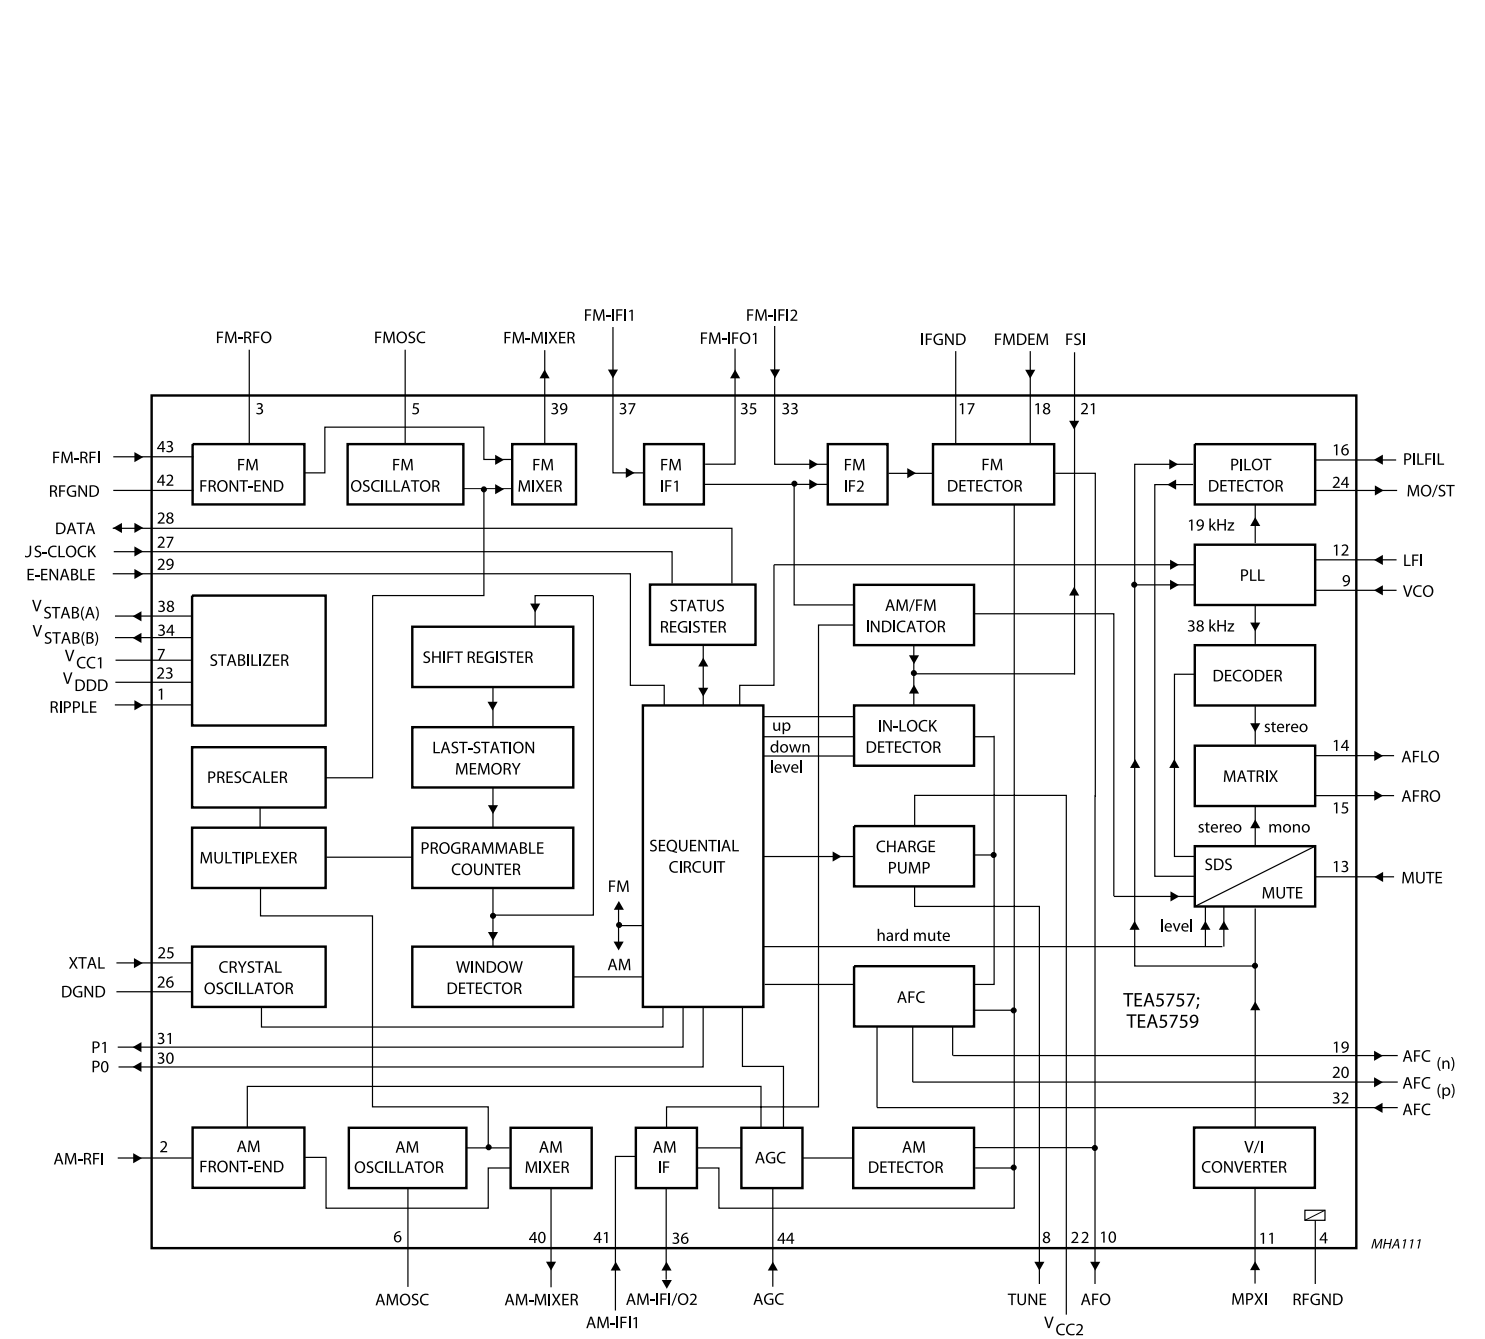 FM-IFI1
FM-IFI2
FM-RFO
FMOSC
FM-MIXER
FM-IFO1
IFGND
FMDEM
FSI
3
5
39
37
35
33
17
18
21
FM-RFI
43
RFGND
42
DATA
28
JS-CLOCK
27
E-ENABLE
29
VSTAB(A)
38
VSTAB(B)
34
VCC1
7
VDDD
23
RIPPLE
1
XTAL
25
DGND
26
P1
31
P0
30
AM-RFI
2
FM
FRONT-END
FM
OSCILLATOR
FM
MIXER
FM
IF1
FM
IF2
FM
DETECTOR
PILOT
DETECTOR
16
PILFIL
24
MO/ST
19 kHz
PLL
12
LFI
9
VCO
38 kHz
STATUS
REGISTER
AM/FM
INDICATOR
STABILIZER
SHIFT REGISTER
DECODER
stereo
LAST-STATION
MEMORY
up
down
level
IN-LOCK
DETECTOR
PRESCALER
MATRIX
14
AFLO
15
AFRO
stereo
mono
MULTIPLEXER
PROGRAMMABLE
COUNTER
SEQUENTIAL
CIRCUIT
CHARGE
PUMP
SDS
MUTE
13
MUTE
FM
AM
hard mute
level
CRYSTAL
OSCILLATOR
WINDOW
DETECTOR
AFC
TEA5757;
TEA5759
19
AFC (n)
20
AFC (p)
32
AFC
AM
FRONT-END
AM
OSCILLATOR
AM
MIXER
AM
IF
AGC
AM
DETECTOR
V/I
CONVERTER
6
40
41
36
44
8
22
22 10
11
4
MHA111
AMOSC
AM-MIXER
AM-IFI1
AM-IFI/O2
AGC
TUNE
VCC2
AFO
MPXI
RFGND